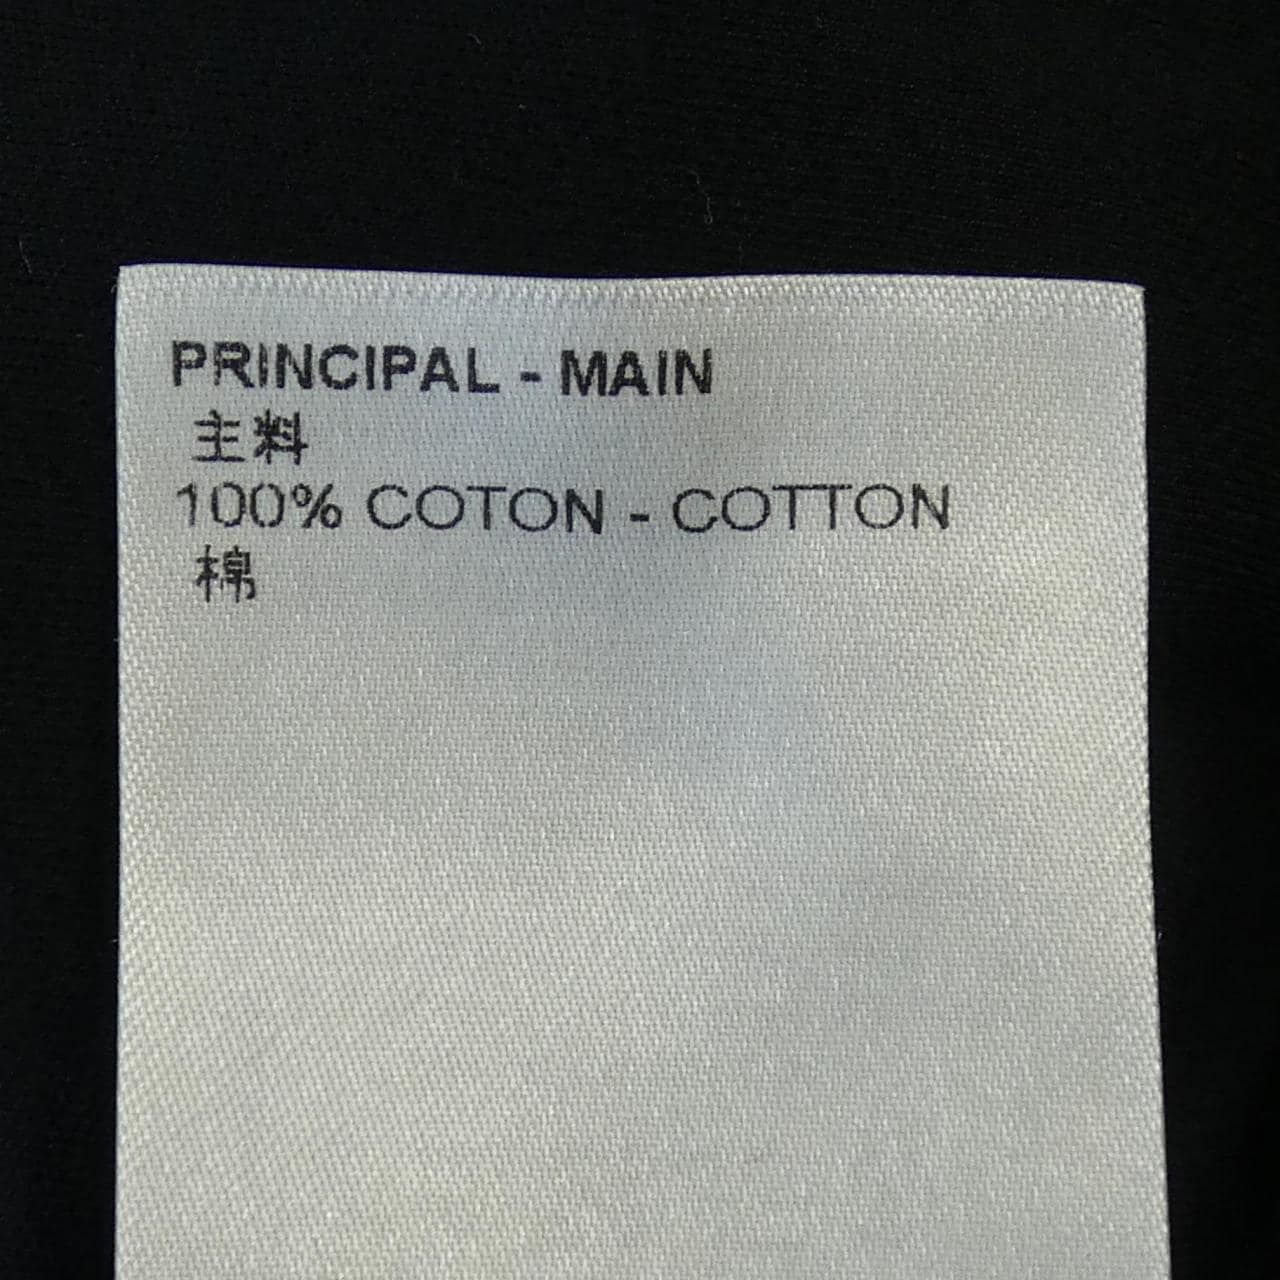 PRINCIPAL - MAIN
主料
100% COTON - COTTON
棉